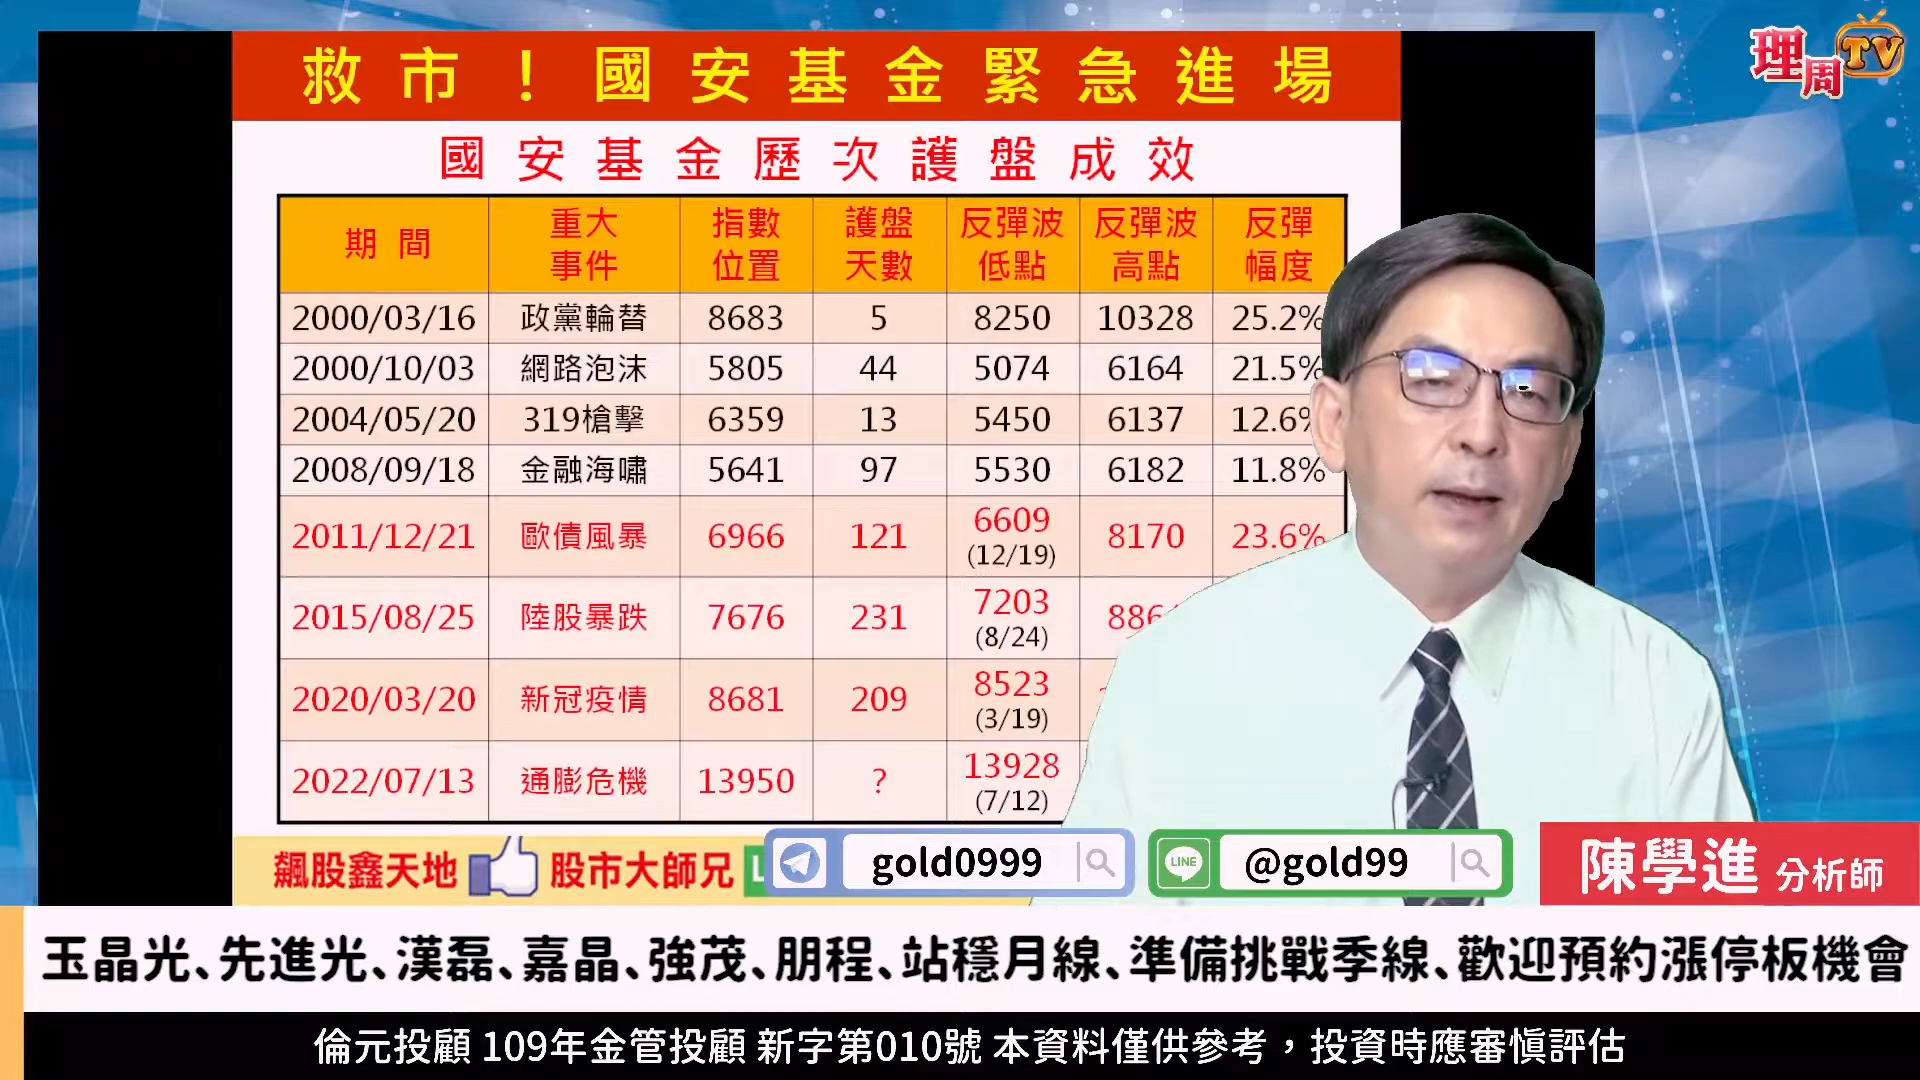 理周TV
救市！國安基金緊急進場
國安基金歷次護盤成效
期間 重大事件 指數位置 護盤天數 反彈波低點 反彈波高點 反彈幅度
2000/03/16 政黨輪替 8683 5 8250 10328 25.2%
2000/10/03 網路泡沫 5805 44 5074 6164 21.5%
2004/05/20 319槍擊 6359 13 5450 6137 12.6%
2008/09/18 金融海嘯 5641 97 5530 6182 11.8%
2011/12/21 歐債風暴 6966 121 6609 (12/19) 8170 23.6%
2015/08/25 陸股暴跌 7676 231 7203 (8/24) 886
2020/03/20 新冠疫情 8681 209 8523 (3/19)
2022/07/13 通膨危機 13950 ? 13928 (7/12)
飆股鑫天地 股市大師兄 gold0999 LINE @gold99
陳學進 分析師
玉晶光、先進光、漢磊、嘉晶、強茂、朋程、站穩月線、準備挑戰季線、歡迎預約漲停板機會
倫元投顧 109年金管投顧 新字第010號 本資料僅供參考，投資時應審慎評估